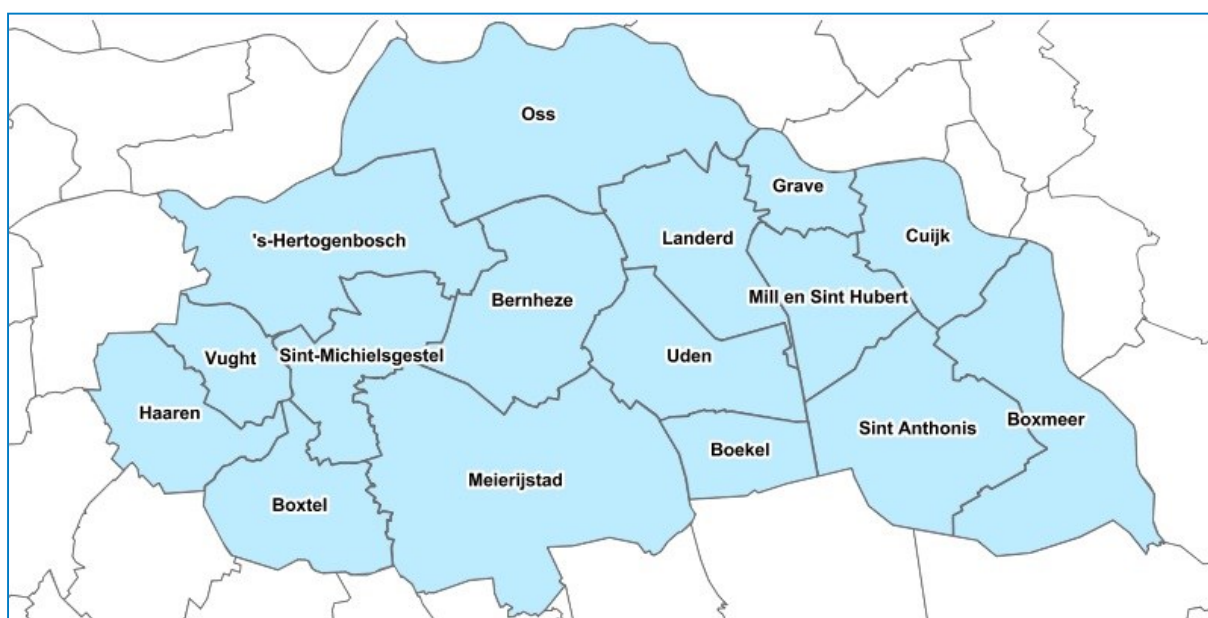 Oss
Grave
's-Hertogenbosch
Landerd
Cuijk
Bernheze
Mill en Sint Hubert
Vught
Sint-Michielsgestel
Uden
Haaren
Boxmeer
Sint Anthonis
Boekel
Meierijstad
Boxtel